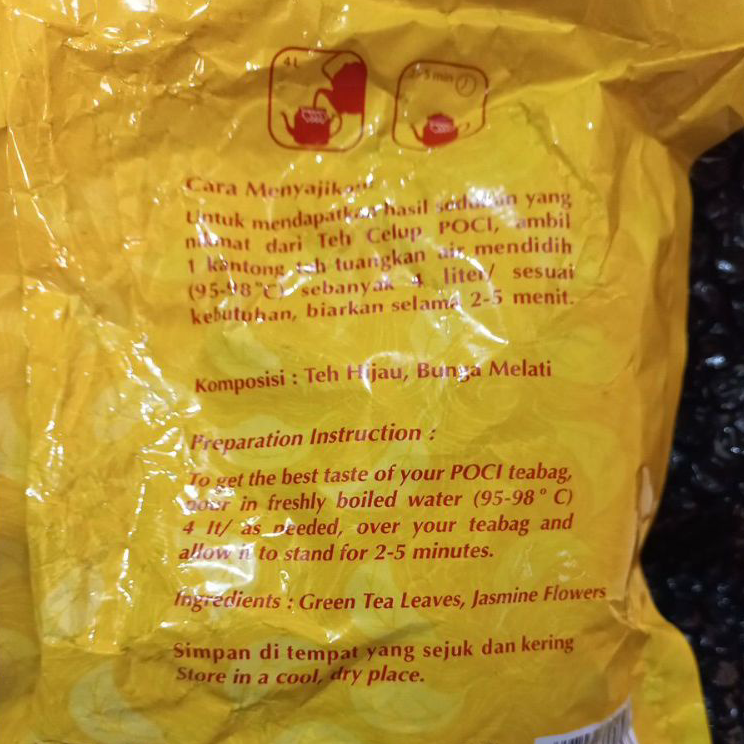 4 L
2-5 min
Cara Menyajikan
Untuk mendapatkan hasil seduhan yang
nikmat dari Teh Celup POCI, ambil
1 kantong teh tuangkan air mendidih
(95-98°C) sebanyak 4 liter/ sesuai
kebutuhan, biarkan selama 2-5 menit.
Komposisi : Teh Hijau, Bunga Melati
Preparation Instruction :
To get the best taste of your POCI teabag,
pour in freshly boiled water (95-98° C)
4 lt/ as needed, over your teabag and
allow it to stand for 2-5 minutes.
Ingredients : Green Tea Leaves, Jasmine Flowers
Simpan di tempat yang sejuk dan kering
Store in a cool, dry place.